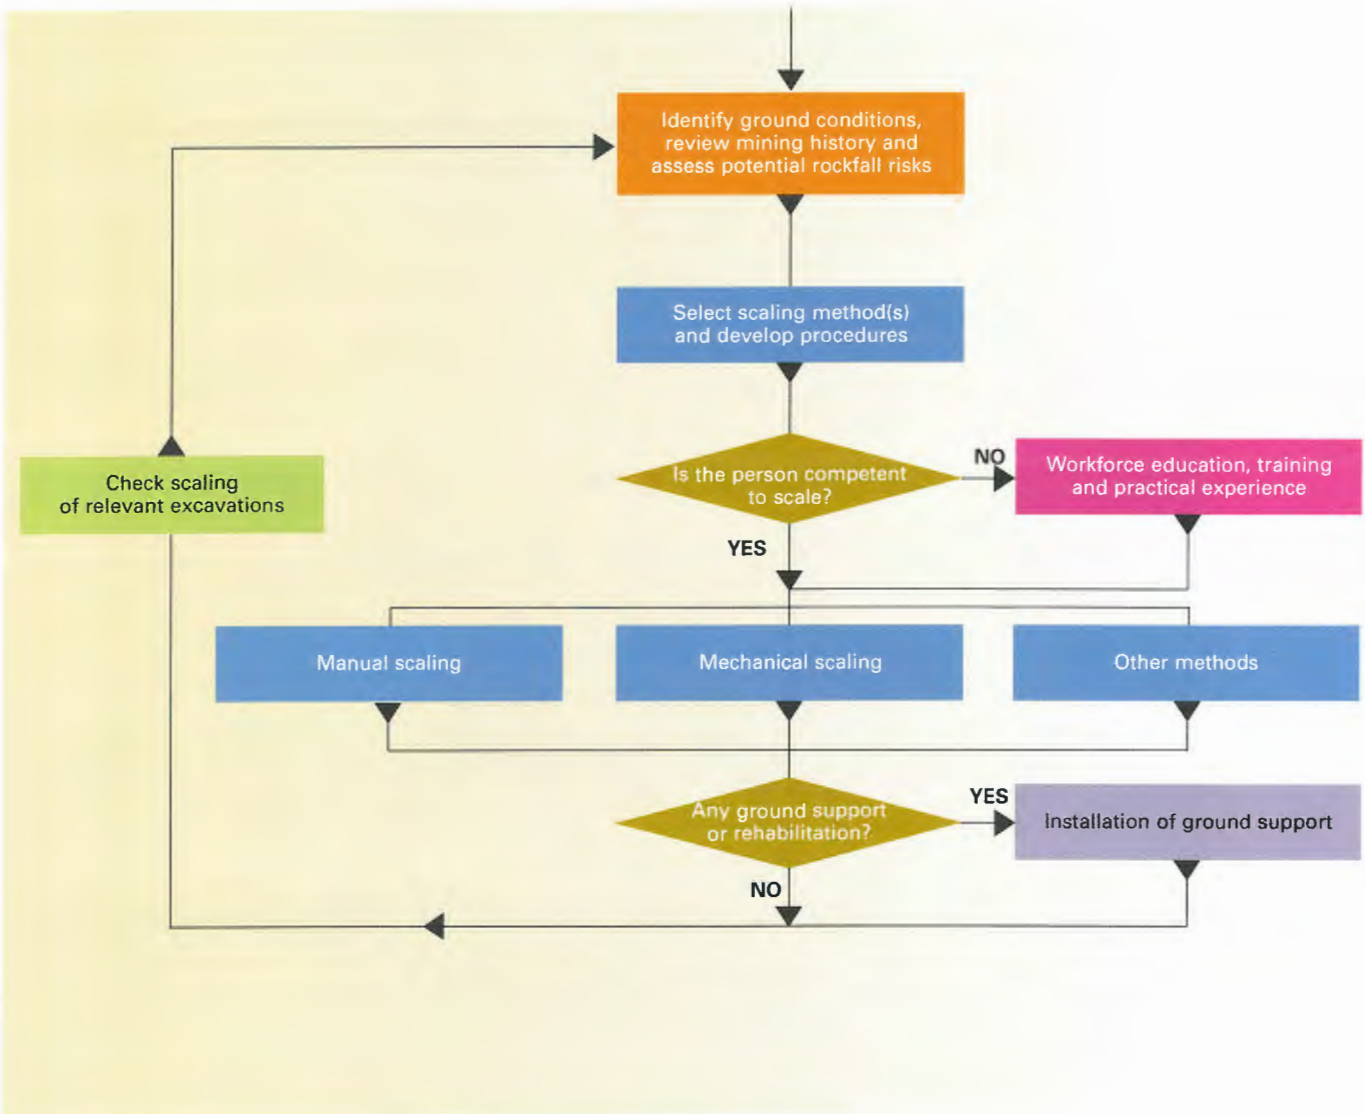 Identify ground conditions,
review mining history and
assess potential rockfall risks
Select scaling method(s)
and develop procedures
Is the person competent
to scale?
NO
Workforce education, training
and practical experience
Check scaling
of relevant excavations
YES
Manual scaling
Mechanical scaling
Other methods
Any ground support
or rehabilitation?
YES
Installation of ground support
NO